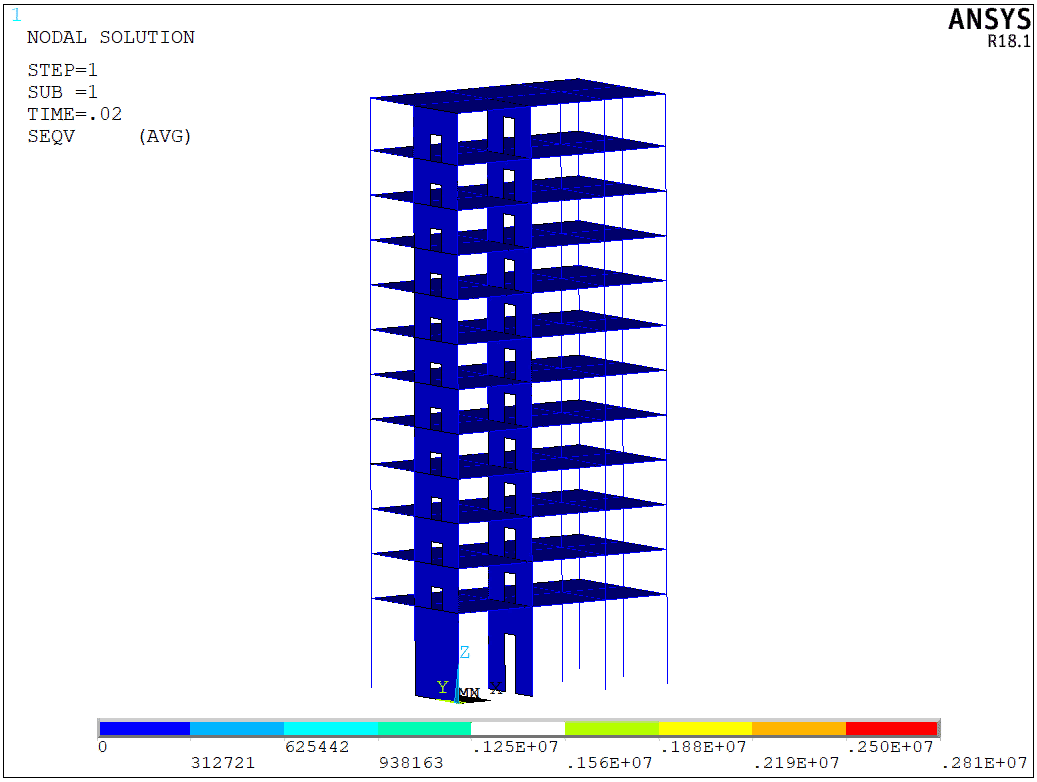 1
ANSYS
R18.1
NODAL SOLUTION
STEP=1
SUB =1
TIME=.02
SEQV (AVG)
Z
Y MN X
0 625442 .125E+07 .188E+07 .250E+07
312721 938163 .156E+07 .219E+07 .281E+07